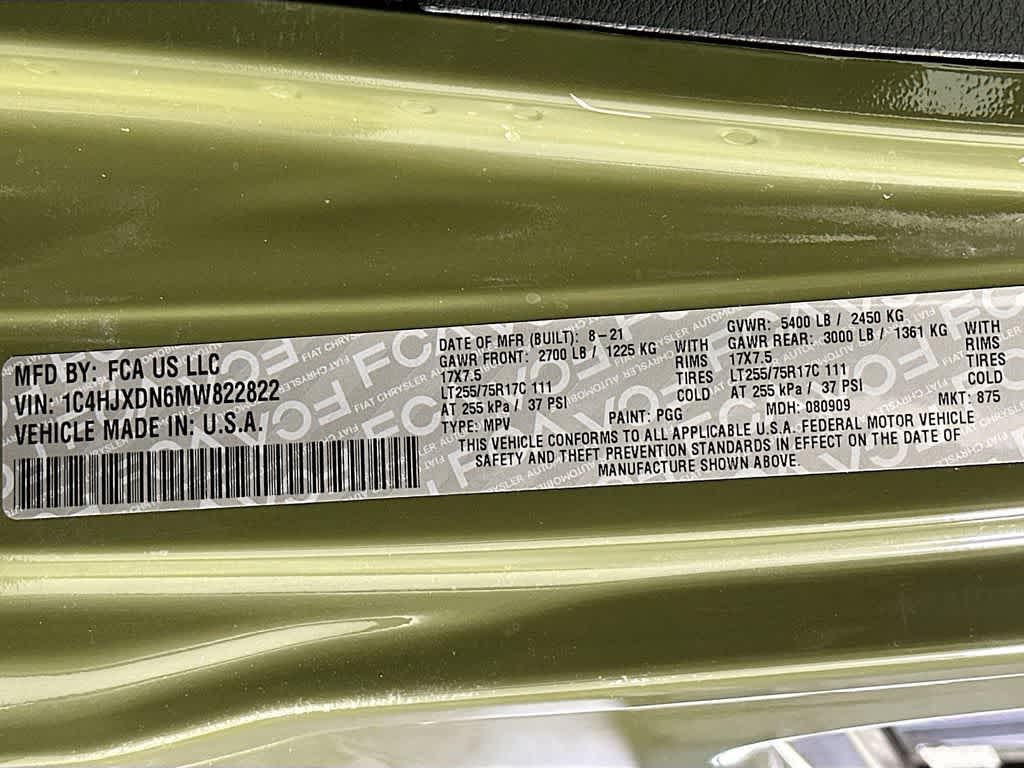 MFD BY: FCA US LLC
VIN: 1C4HJXDN6MW822822
VEHICLE MADE IN: U.S.A.
DATE OF MFR (BUILT): 8-21
GAWR FRONT: 2700 LB / 1225 KG WITH
17X7.5 RIMS
LT255/75R17C 111 TIRES
AT 255 kPa / 37 PSI COLD
GVWR: 5400 LB / 2450 KG
GAWR REAR: 3000 LB / 1361 KG WITH
17X7.5 RIMS
LT255/75R17C 111 TIRES
AT 255 kPa / 37 PSI COLD
TYPE: MPV PAINT: PGG MDH: 080909 MKT: 875
THIS VEHICLE CONFORMS TO ALL APPLICABLE U.S.A. FEDERAL MOTOR VEHICLE
SAFETY AND THEFT PREVENTION STANDARDS IN EFFECT ON THE DATE OF
MANUFACTURE SHOWN ABOVE.